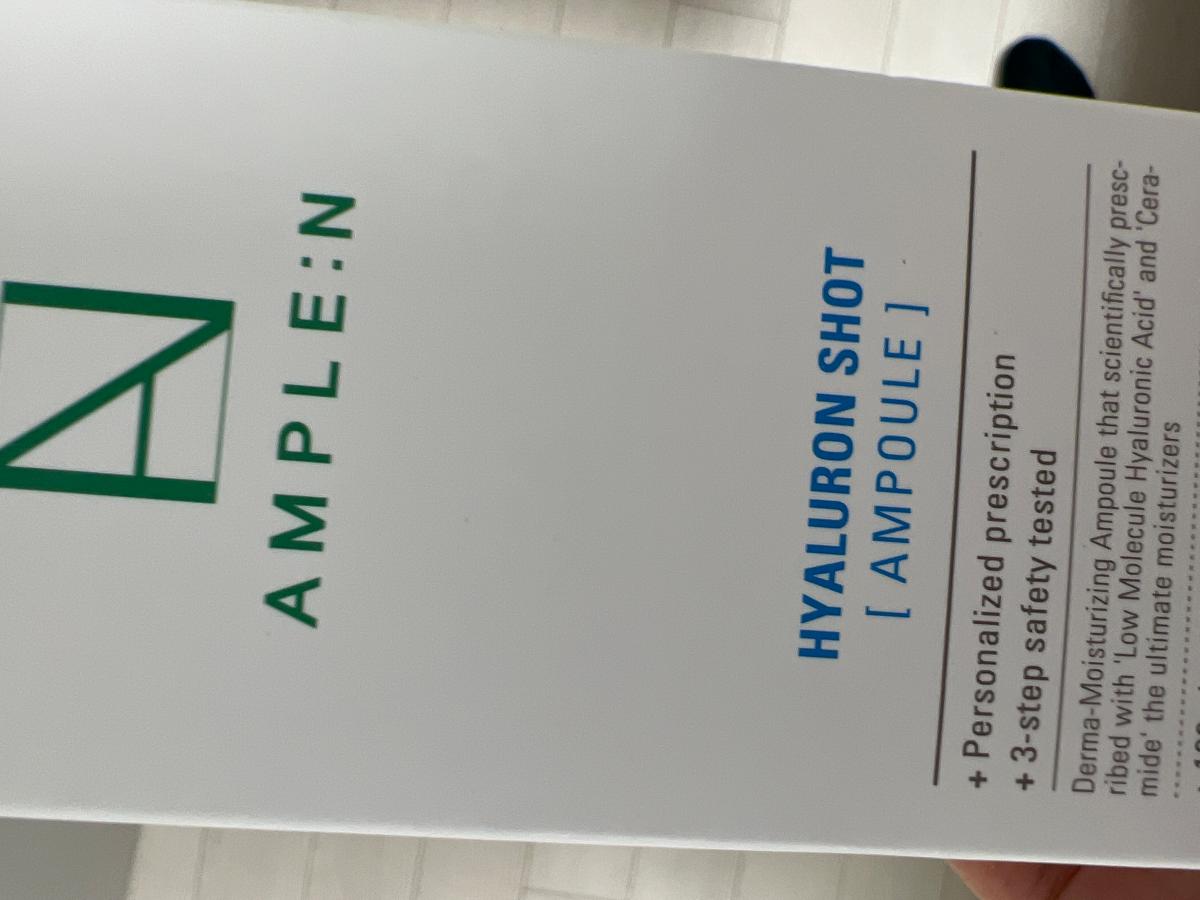 AMPLE:N
HYALURON SHOT
[ AMPOULE ]
+ Personalized prescription
+ 3-step safety tested
Derma-Moisturizing Ampoule that scientifically presc-
ribed with 'Low Molecule Hyaluronic Acid' and 'Cera-
mide' the ultimate moisturizers